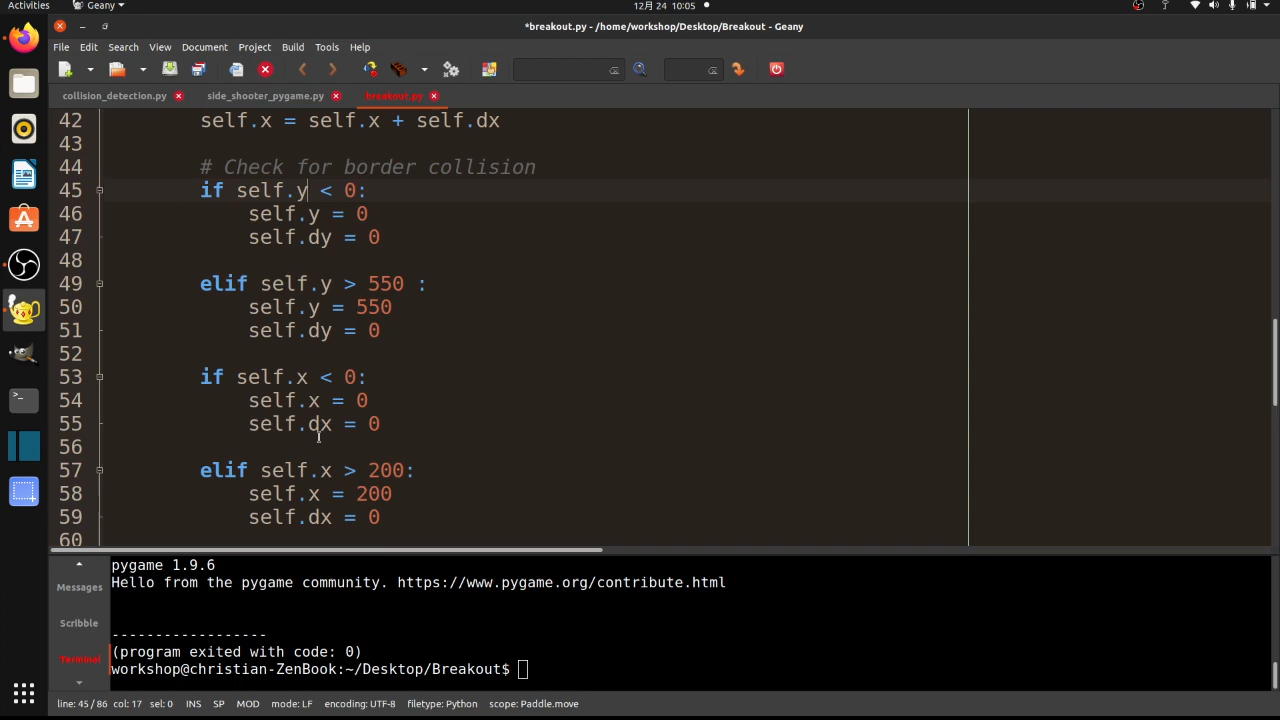 Activities
Geany
12月 24 10:05
*breakout.py - /home/workshop/Desktop/Breakout - Geany
File Edit Search View Document Project Build Tools Help
collision_detection.py side_shooter_pygame.py breakout.py
42 self.x = self.x + self.dx
43
44 # Check for border collision
45 if self.y < 0:
46 self.y = 0
47 self.dy = 0
48
49 elif self.y > 550 :
50 self.y = 550
51 self.dy = 0
52
53 if self.x < 0:
54 self.x = 0
55 self.dx = 0
56
57 elif self.x > 200:
58 self.x = 200
59 self.dx = 0
60
Messages
Scribble
Terminal
pygame 1.9.6
Hello from the pygame community. https://www.pygame.org/contribute.html
------------------
(program exited with code: 0)
workshop@christian-ZenBook:~/Desktop/Breakout$
line: 45 / 86 col: 17 sel: 0 INS SP MOD mode: LF encoding: UTF-8 filetype: Python scope: Paddle.move